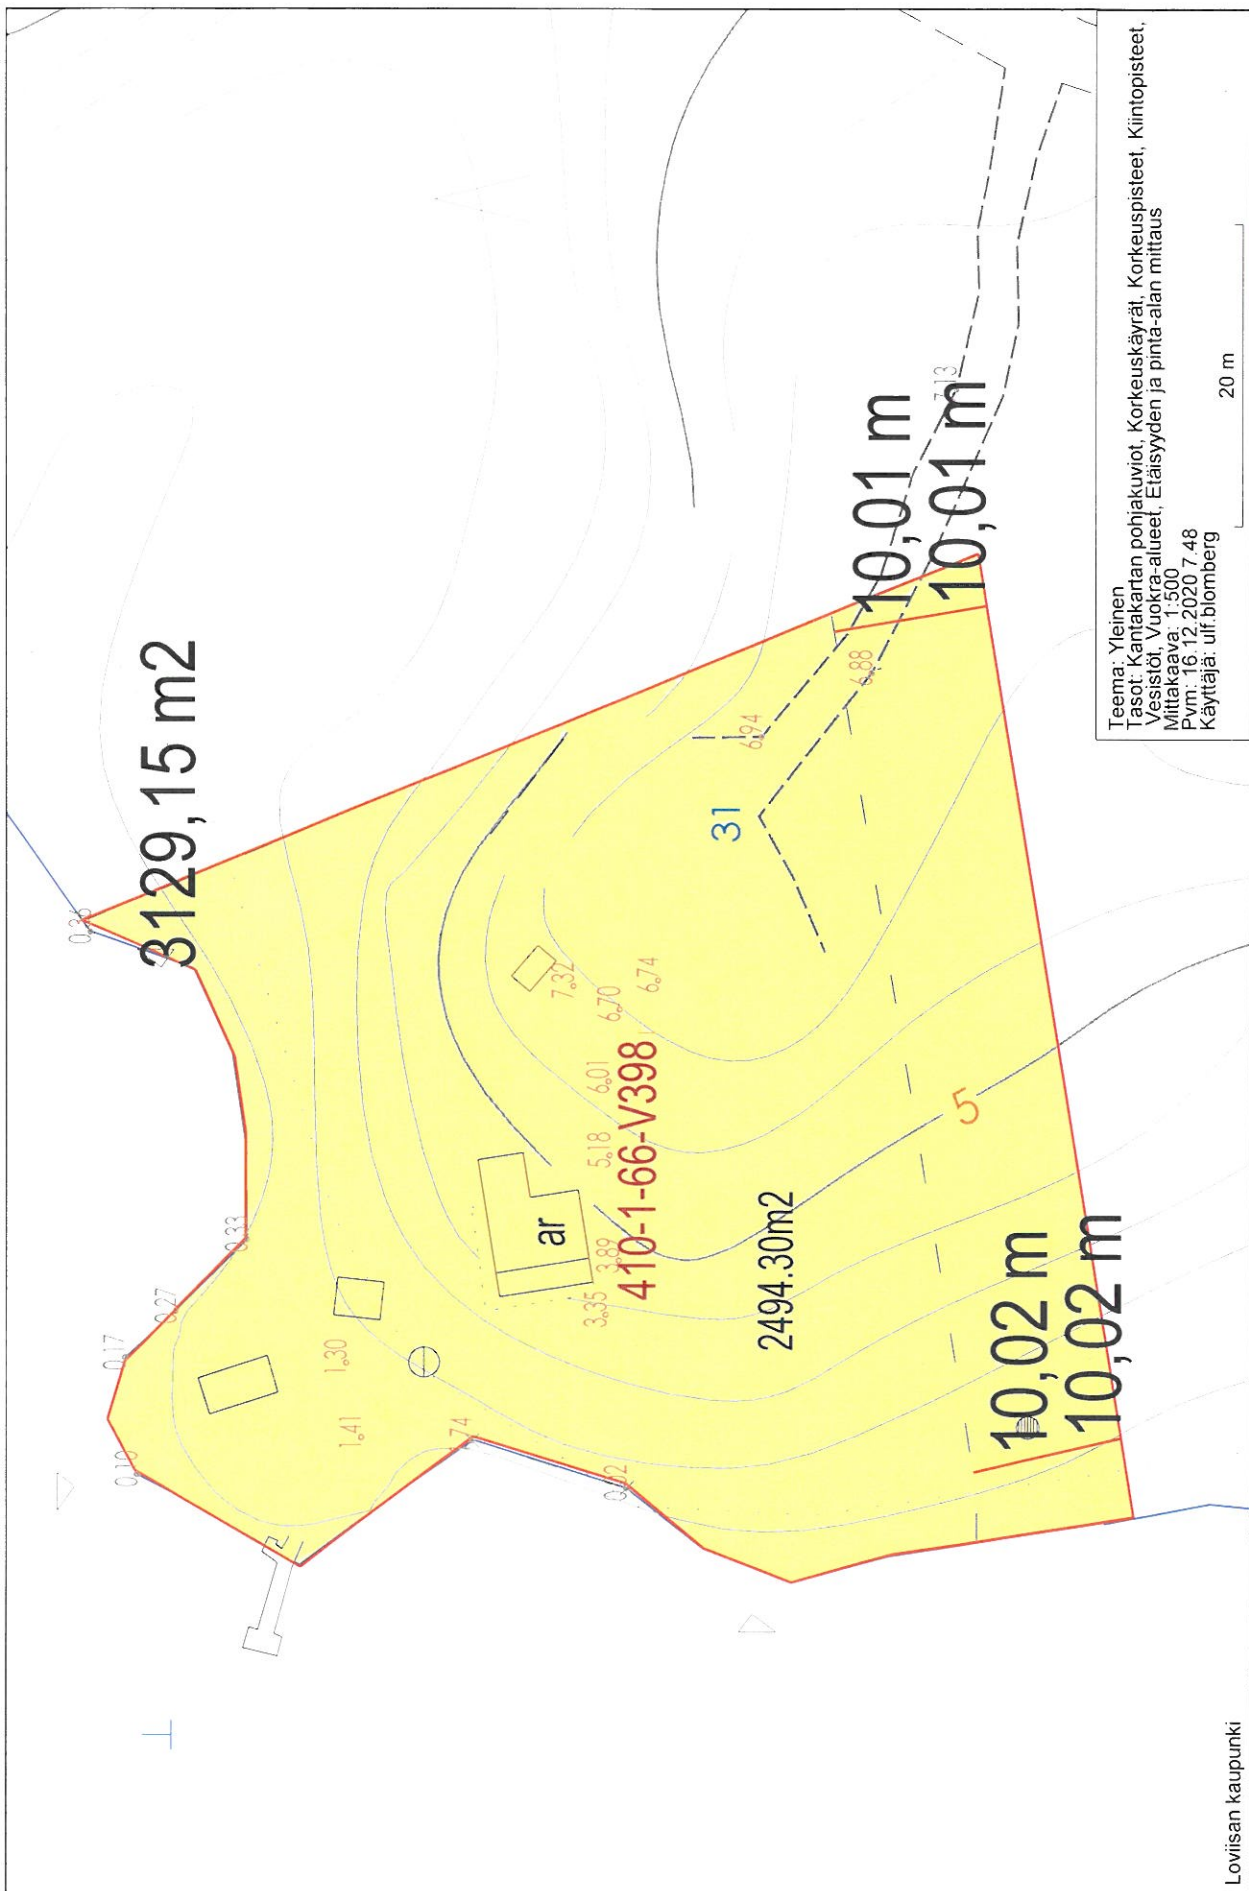 0.36
3129,15 m2
0.33
0.27
0.17
0.10
1.30
1.41
ar
7.32
6.70
6.74
6.01
5.18
3.89
3.35
410-1-66-V398
2494.30m2
31
6.94
6.88
7.13
10,01 m
10,01 m
5
10,02 m
10,02 m
Teema: Yleinen
Tasot: Kantakartan pohjakuviot, Korkeuskäyrät, Korkeuspisteet, Kiintopisteet,
Vesistöt, Vuokra-alueet, Etäisyyden ja pinta-alan mittaus
Mittakaava: 1:500
Pvm: 16.12.2020 7.48
Käyttäjä: ulf.blomberg
20 m
Loviisan kaupunki